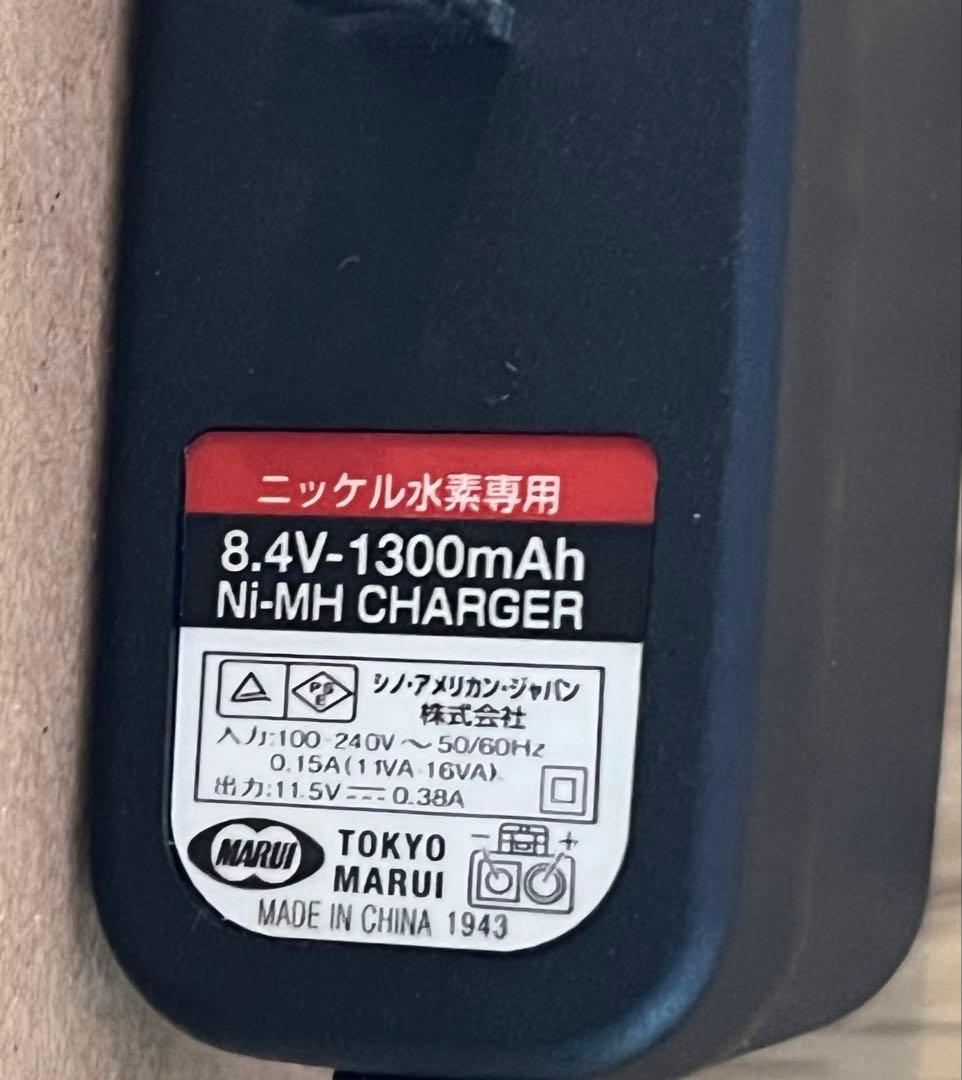 ニッケル水素専用
8.4V-1300mAh
Ni-MH CHARGER
PS
E
シノ・アメリカン・ジャパン
株式会社
入力:100-240V～50/60Hz
0.15A(11VA-16VA)
出力:11.5V⎓0.38A
MARUI
TOKYO
MARUI
- +
MADE IN CHINA 1943